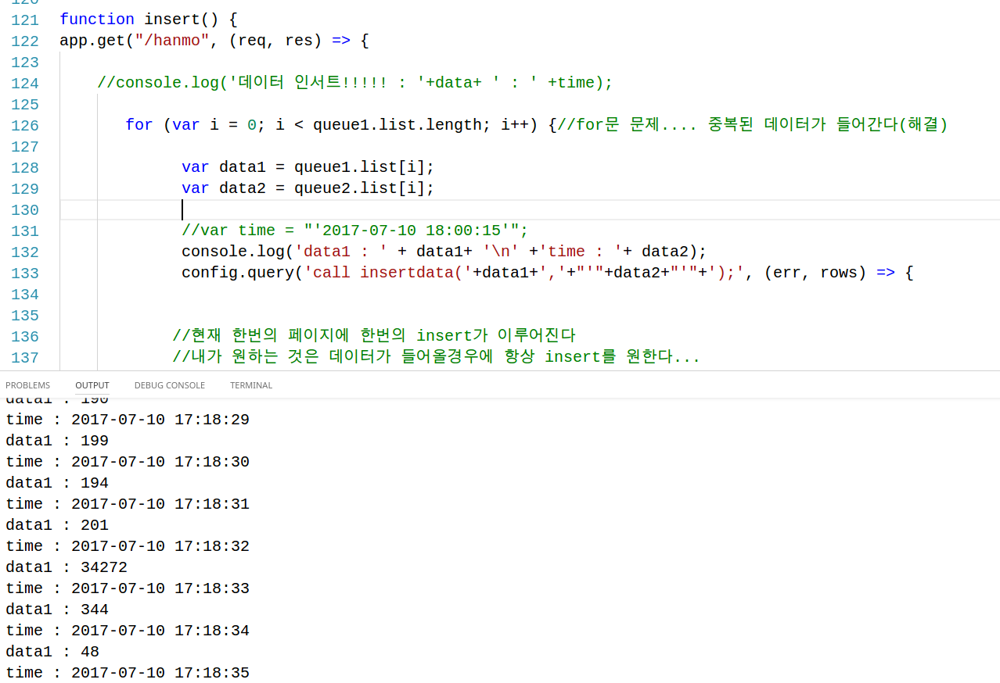 120
121 function insert() {
122 app.get("/hanmo", (req, res) => {
123
124 //console.log('데이터 인서트!!!!! : '+data+ ' : ' +time);
125
126 for (var i = 0; i < queue1.list.length; i++) {//for문 문제.... 중복된 데이터가 들어간다(해결)
127
128 var data1 = queue1.list[i];
129 var data2 = queue2.list[i];
130
131 //var time = "'2017-07-10 18:00:15'";
132 console.log('data1 : ' + data1+ '\n' +'time : '+ data2);
133 config.query('call insertdata('+data1+','+"'"+data2+"'"+');', (err, rows) => {
134
135
136 //현재 한번의 페이지에 한번의 insert가 이루어진다
137 //내가 원하는 것은 데이터가 들어올경우에 항상 insert를 원한다...
PROBLEMS OUTPUT DEBUG CONSOLE TERMINAL
data1 : 190
time : 2017-07-10 17:18:29
data1 : 199
time : 2017-07-10 17:18:30
data1 : 194
time : 2017-07-10 17:18:31
data1 : 201
time : 2017-07-10 17:18:32
data1 : 34272
time : 2017-07-10 17:18:33
data1 : 344
time : 2017-07-10 17:18:34
data1 : 48
time : 2017-07-10 17:18:35